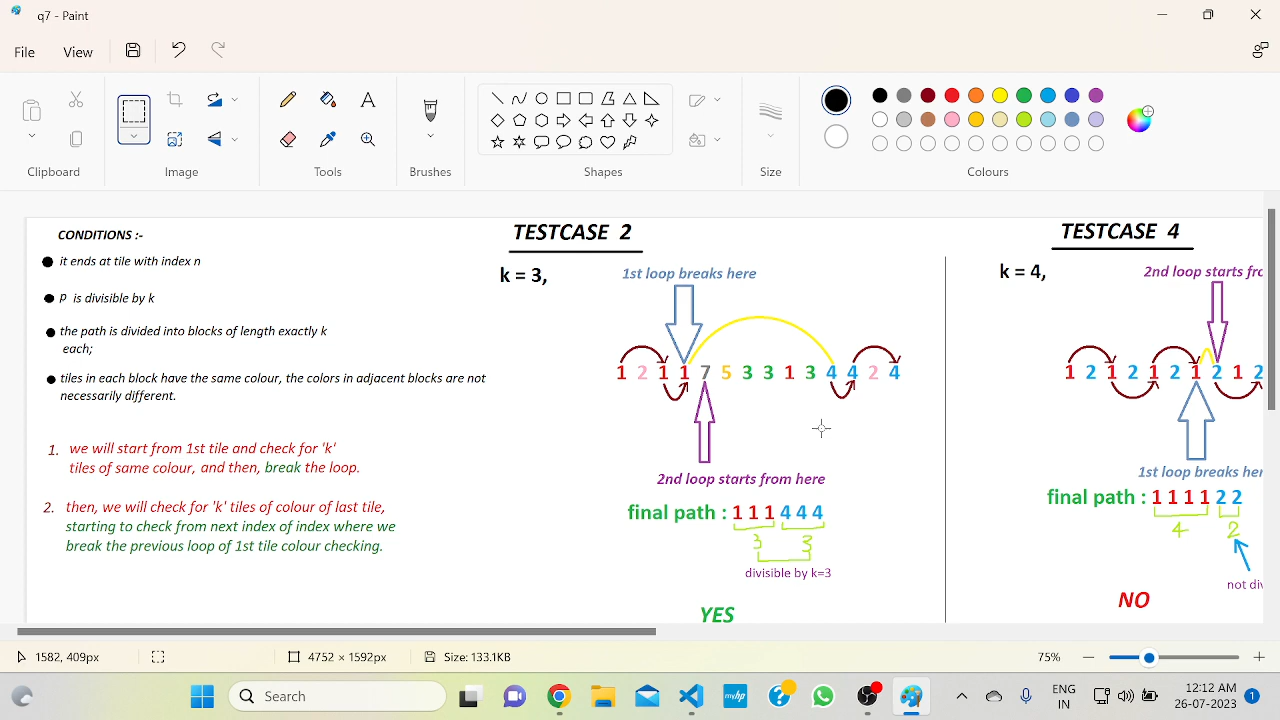 q7 - Paint
File
View
Clipboard
Image
Tools
Brushes
Shapes
Size
Colours
CONDITIONS :-
it ends at tile with index n
p is divisible by k
the path is divided into blocks of length exactly k
each;
tiles in each block have the same colour, the colors in adjacent blocks are not
necessarily different.
1. we will start from 1st tile and check for 'k'
tiles of same colour, and then, break the loop.
2. then, we will check for 'k' tiles of colour of last tile,
starting to check from next index of index where we
break the previous loop of 1st tile colour checking.
TESTCASE 2
k = 3,
1st loop breaks here
1 2 1 1 7 5 3 3 1 3 4 4 2 4
2nd loop starts from here
final path : 1 1 1 4 4 4
3 3
divisible by k=3
YES
TESTCASE 4
k = 4,
2nd loop starts fro
1 2 1 2 1 2 1 2 1 2
1st loop breaks her
final path : 1 1 1 1 2 2
4 2
not div
NO
1582, 409px
4752 × 1592px
Size: 133.1KB
75%
Search
myhp
ENG
IN
12:12 AM
26-07-2023
1